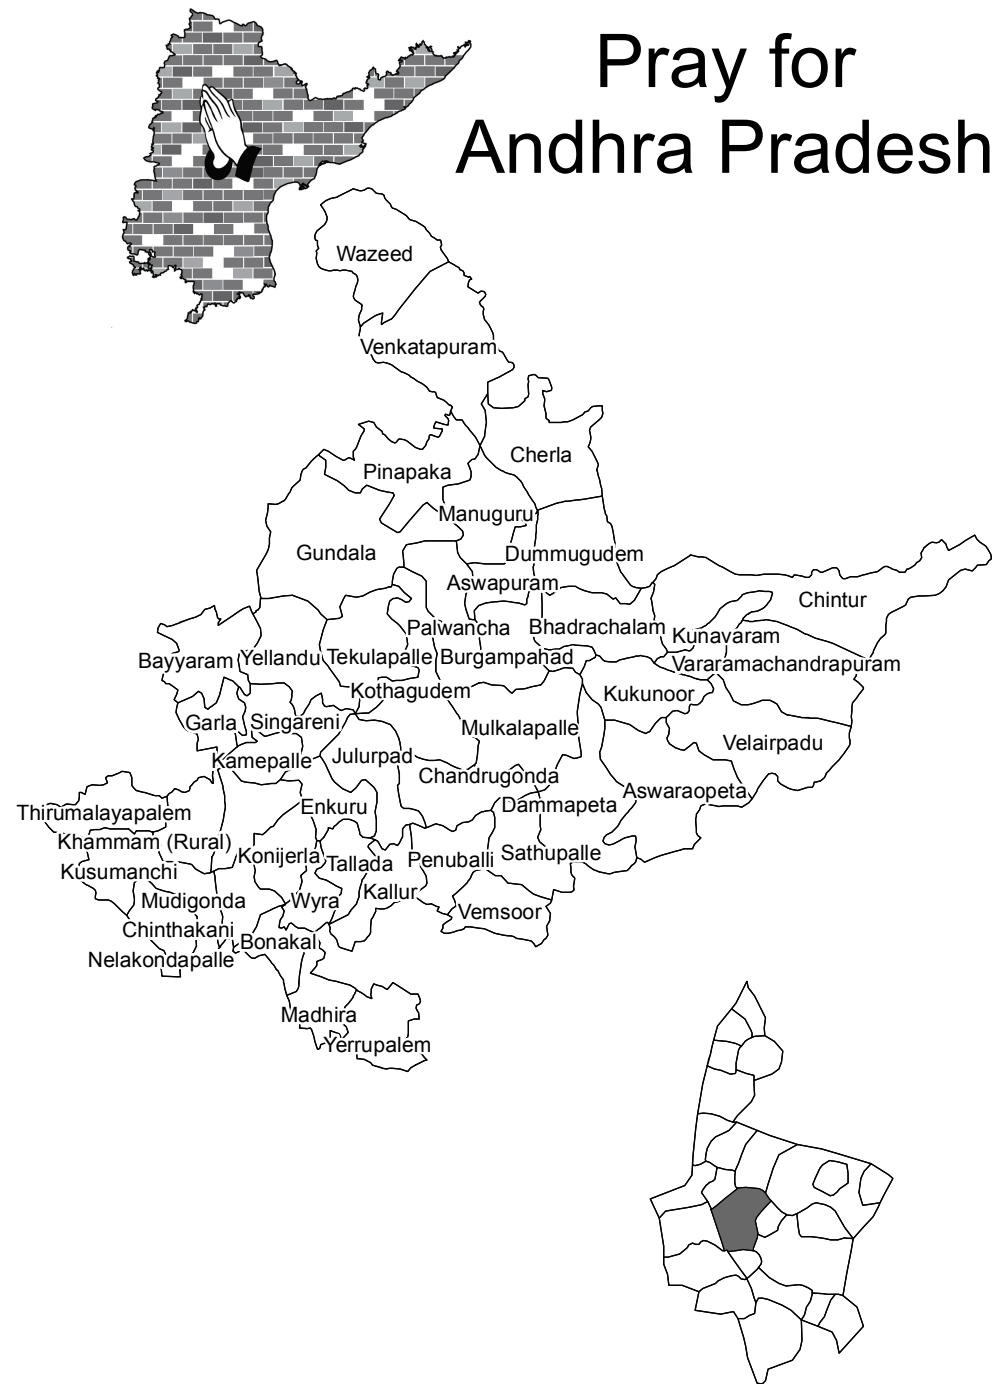 Pray for
Andhra Pradesh
Wazeed
Venkatapuram
Cherla
Pinapaka
Manuguru
Gundala
Dummugudem
Aswapuram
Chintur
Palwancha
Bhadrachalam
Kunavaram
Bayyaram
Yellandu
Tekulapalle
Burgampahad
Vararamachandrapuram
Kothagudem
Kukunoor
Garla
Singareni
Mulkalapalle
Velairpadu
Kamepalle
Julurpad
Chandrugonda
Aswaraopeta
Thirumalayapalem
Enkuru
Dammapeta
Khammam (Rural)
Konijerla
Tallada
Penuballi
Sathupalle
Kusumanchi
Kallur
Mudigonda
Wyra
Vemsoor
Chinthakani
Bonakal
Nelakondapalle
Madhira
Yerrupalem